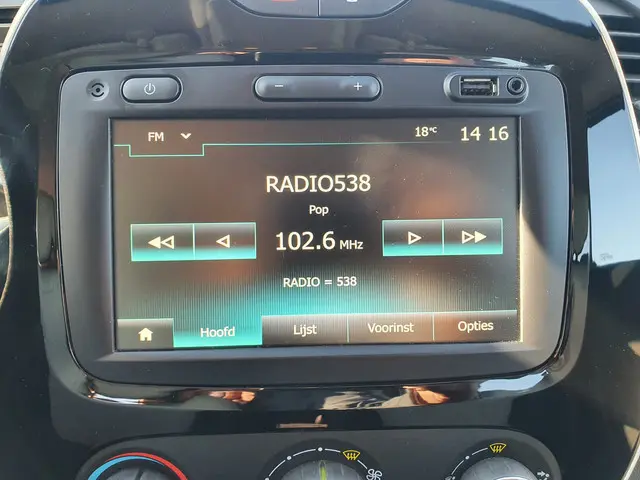 FM
18°C 14 16
RADIO538
Pop
102.6 MHz
RADIO = 538
Hoofd Lijst Voorinst Opties